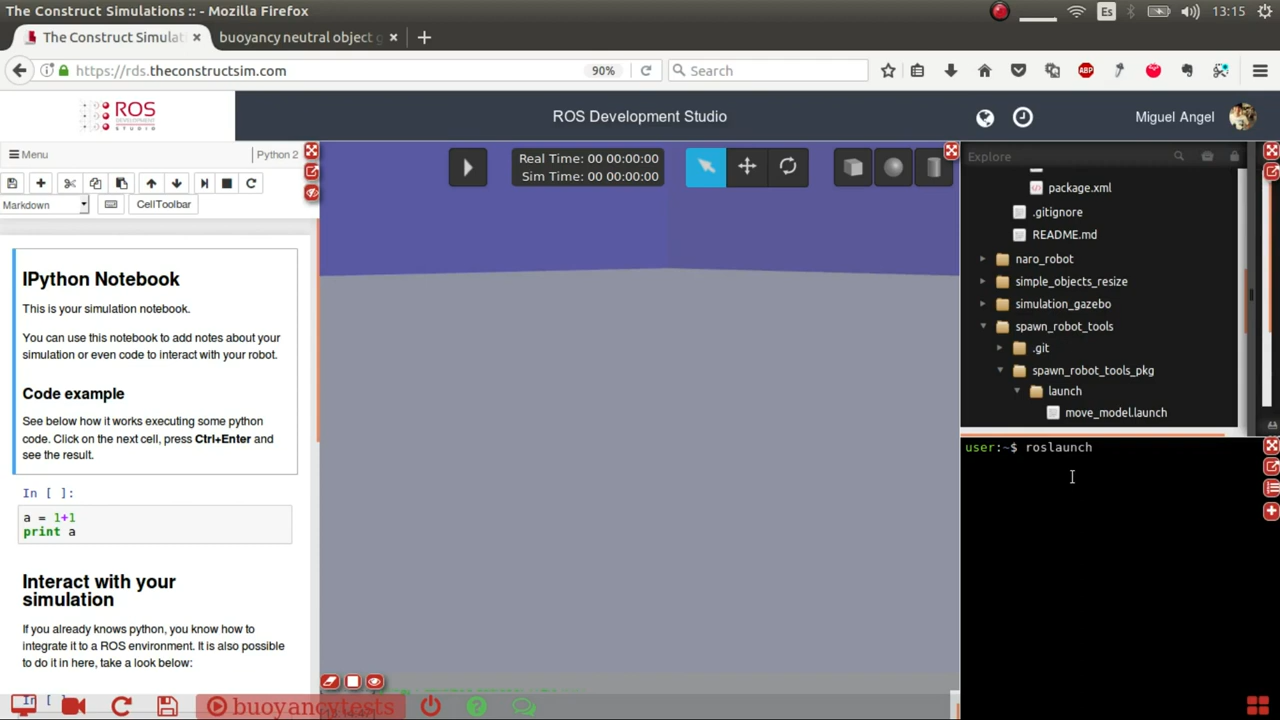 The Construct Simulations :: - Mozilla Firefox
Es
13:15
The Construct Simulat
buoyancy neutral object g
https://rds.theconstructsim.com
90%
Search
ABP
ROS
DEVELOPMENT
STUDIO
ROS Development Studio
Miguel Angel
Menu
Python 2
Markdown
CellToolbar
IPython Notebook
This is your simulation notebook.
You can use this notebook to add notes about your
simulation or even code to interact with your robot.
Code example
See below how it works executing some python
code. Click on the next cell, press Ctrl+Enter and
see the result.
In [ ]:
a = 1+1
print a
Interact with your
simulation
If you already knows python, you know how to
integrate it to a ROS environment. It is also possible
to do it in here, take a look below:
In [ ]
Real Time: 00 00:00:00
Sim Time: 00 00:00:00
Explore
package.xml
.gitignore
README.md
naro_robot
simple_objects_resize
simulation_gazebo
spawn_robot_tools
.git
spawn_robot_tools_pkg
launch
move_model.launch
user:~$ roslaunch
buoyancytests